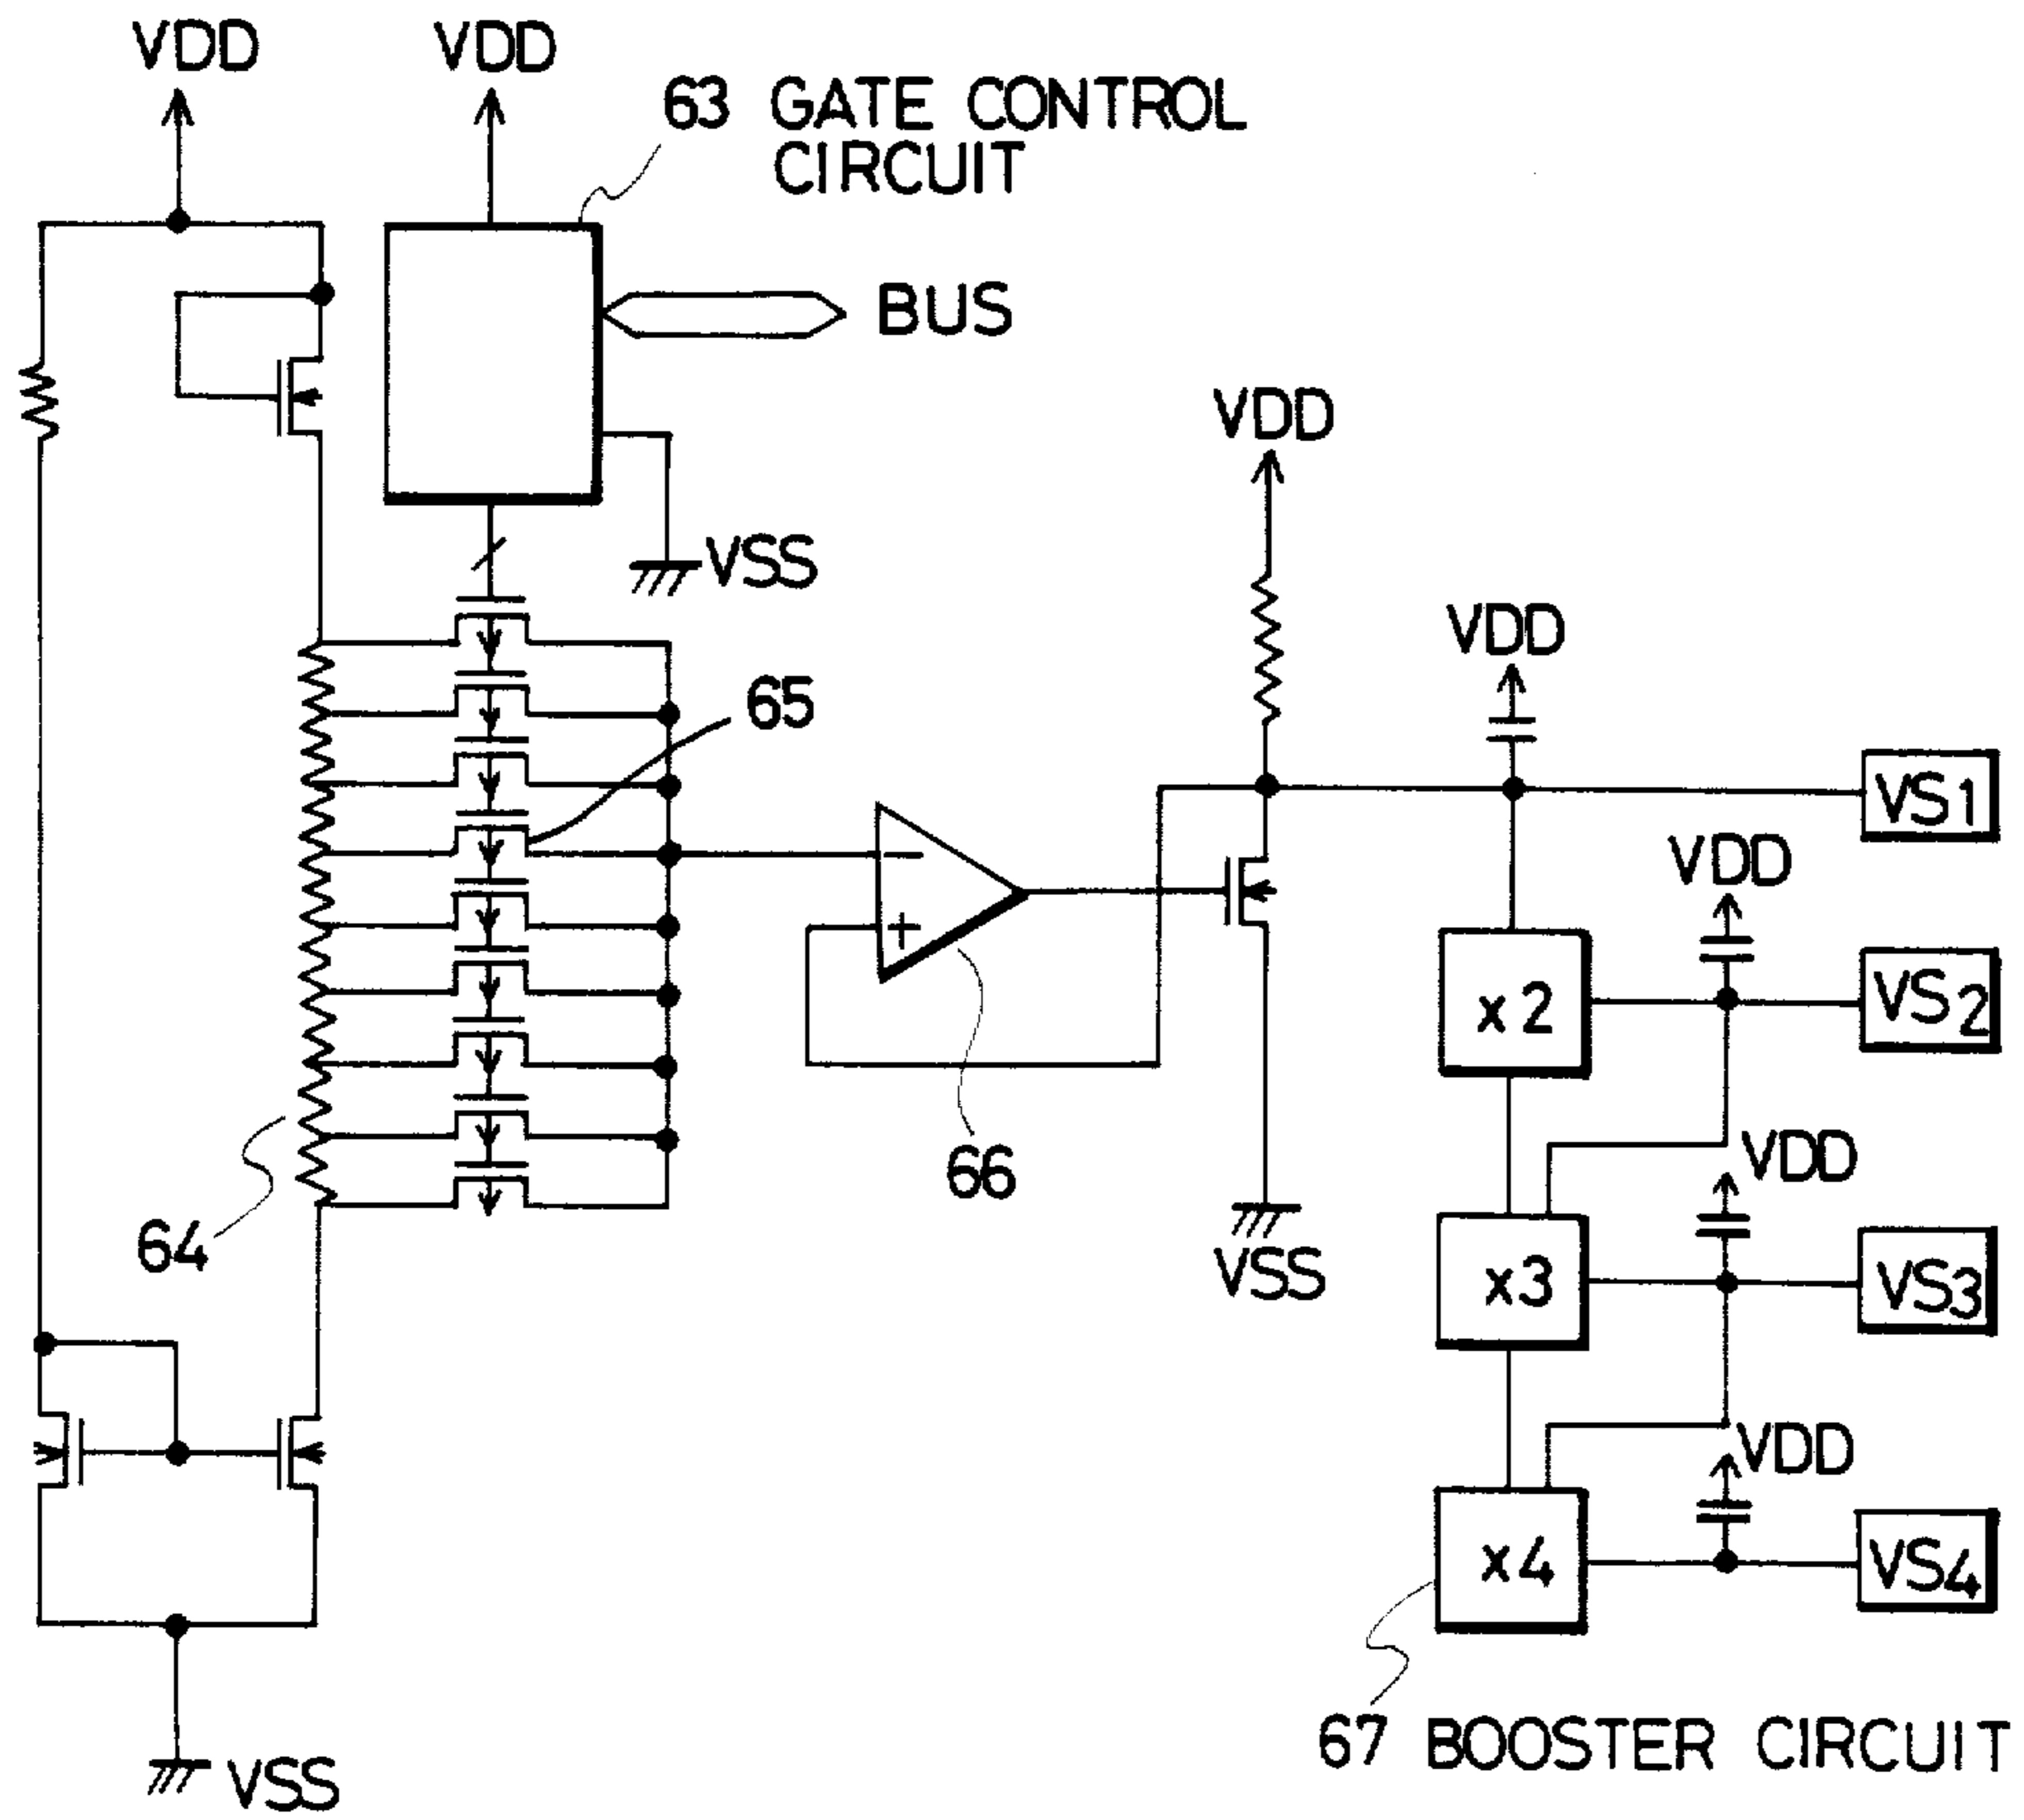 VDD
VDD
63 GATE CONTROL
CIRCUIT
BUS
VSS
VDD
65
VDD
VS1
−
+
VDD
x2
VS2
66
64
VSS
VDD
x3
VS3
VDD
x4
VS4
67 BOOSTER CIRCUIT
VSS